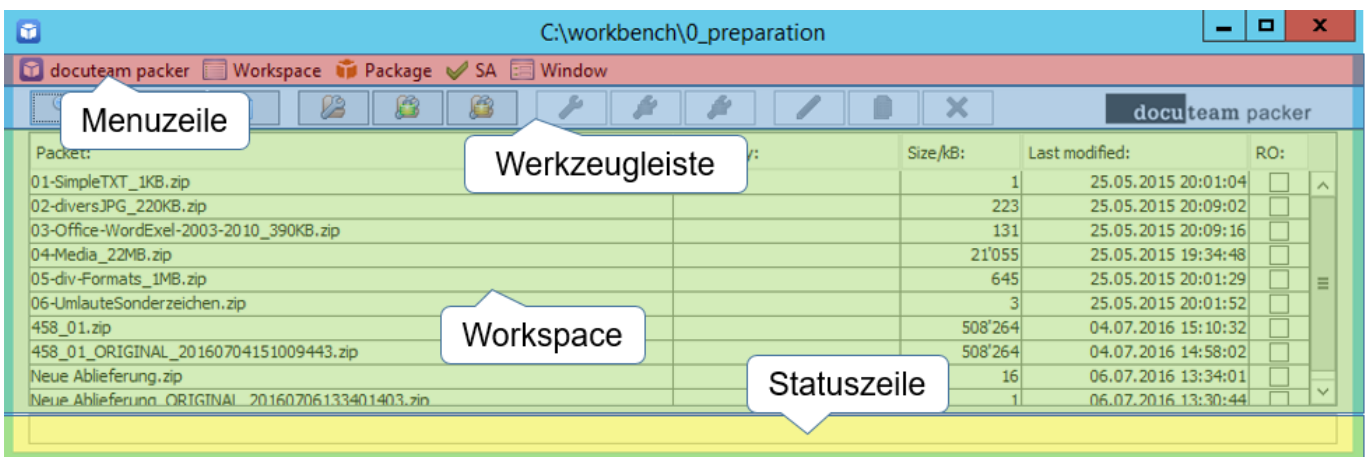 C:\workbench\0_preparation
docuteam packer Workspace Package SA Window
Menuzeile
docuteam packer
Werkzeugleiste
Packet: Size/kB: Last modified: RO:
01-SimpleTXT_1KB.zip 1 25.05.2015 20:01:04
02-diversJPG_220KB.zip 223 25.05.2015 20:09:02
03-Office-WordExel-2003-2010_390KB.zip 131 25.05.2015 20:09:16
04-Media_22MB.zip 21'055 25.05.2015 19:34:48
05-div-Formats_1MB.zip 645 25.05.2015 20:01:29
06-UmlauteSonderzeichen.zip 3 25.05.2015 20:01:52
Workspace
458_01.zip 508'264 04.07.2016 15:10:32
458_01_ORIGINAL_20160704151009443.zip 508'264 04.07.2016 14:58:02
Neue Ablieferung.zip 16 06.07.2016 13:34:01
Statuszeile
Neue Ablieferung_ORIGINAL_20160706133401403.zip 1 06.07.2016 13:30:44